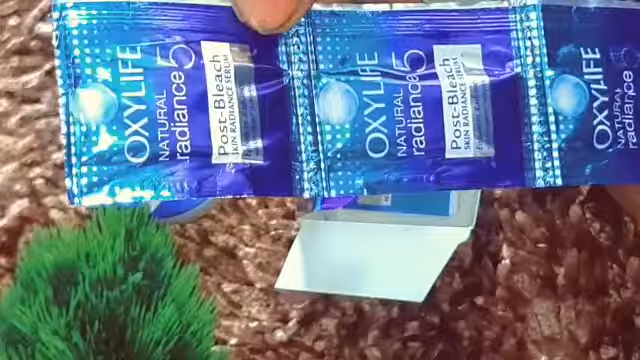 OXYLIFE
NATURAL
radiance 5
Post-Bleach
SKIN RADIANCE SERUM
OXYLIFE
NATURAL
radiance 5
Post-Bleach
SKIN RADIANCE SERUM
OXYLIFE
NATURAL
radiance